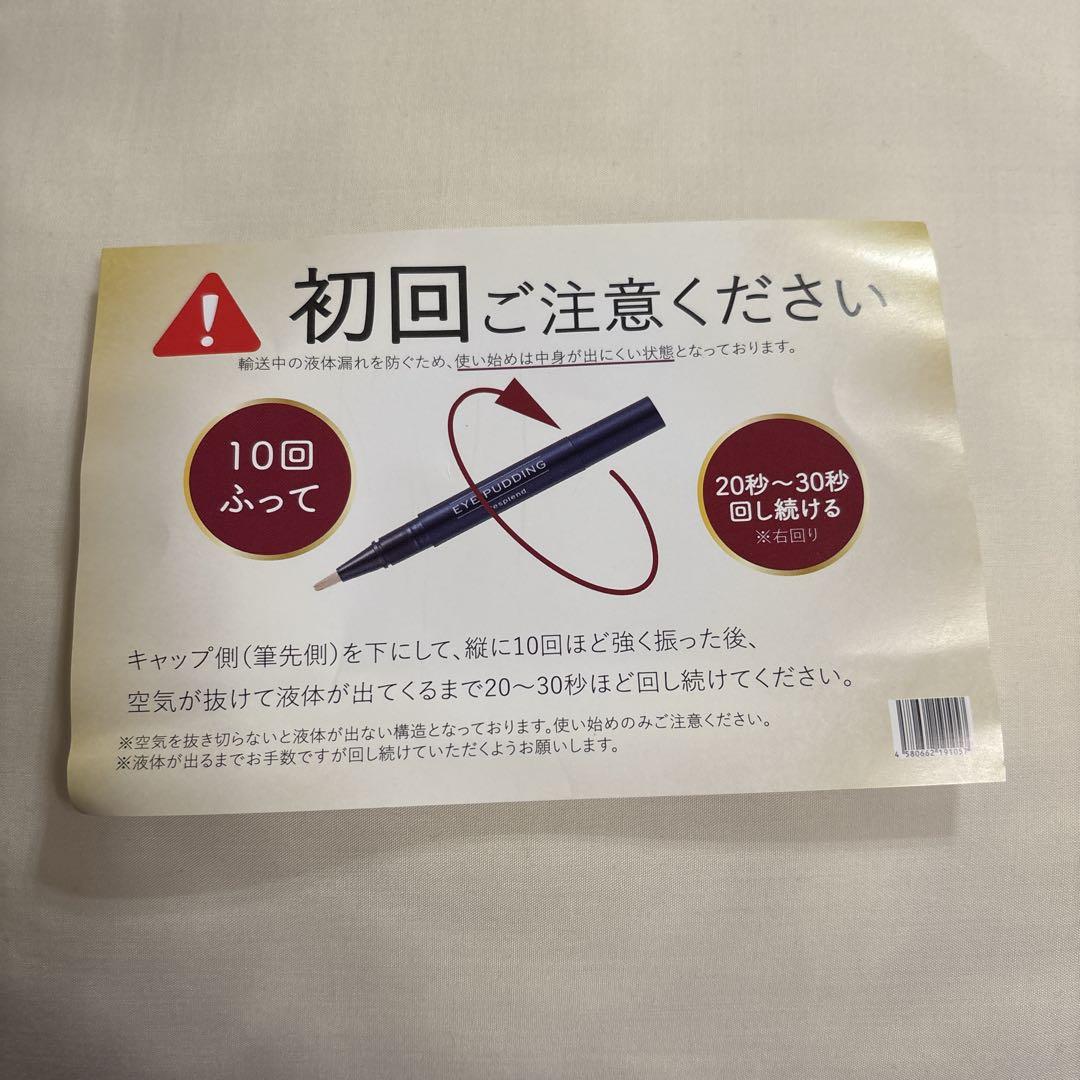 初回ご注意ください
輸送中の液体漏れを防ぐため、使い始めは中身が出にくい状態となっております。
10回
ふって
EYE PUDDING
esplend
20秒～30秒
回し続ける
※右回り
キャップ側(筆先側)を下にして、縦に10回ほど強く振った後、
空気が抜けて液体が出てくるまで20～30秒ほど回し続けてください。
※空気を抜き切らないと液体が出ない構造となっております。使い始めのみご注意ください。
※液体が出るまでお手数ですが回し続けていただくようお願いします。
4 580662 191057